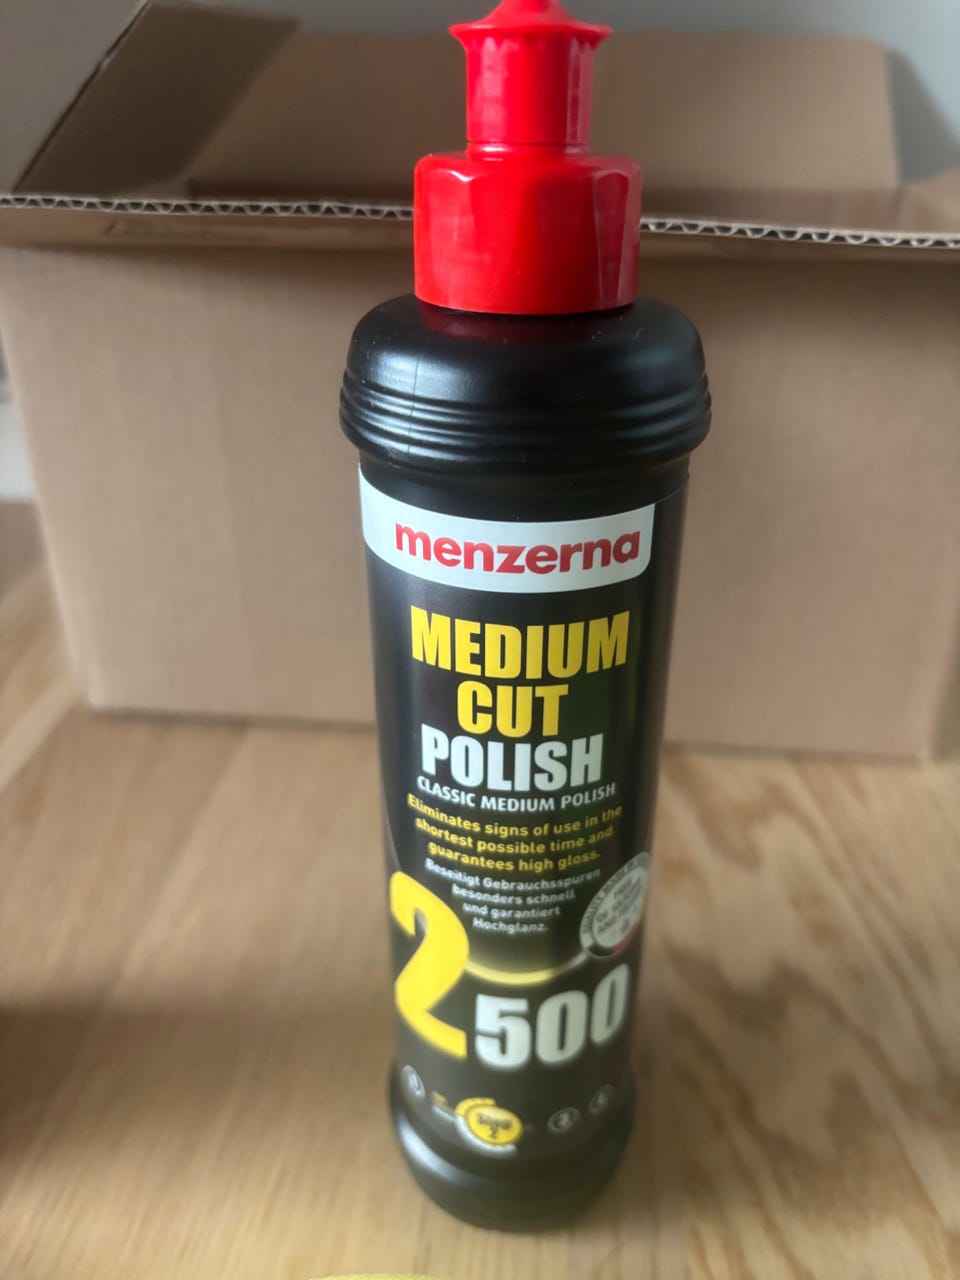 menzerna
MEDIUM
CUT
POLISH
CLASSIC MEDIUM POLISH
Eliminates signs of use in the
shortest possible time and
guarantees high gloss.
Beseitigt Gebrauchsspuren
besonders schnell
und garantiert
Hochglanz.
2500
2